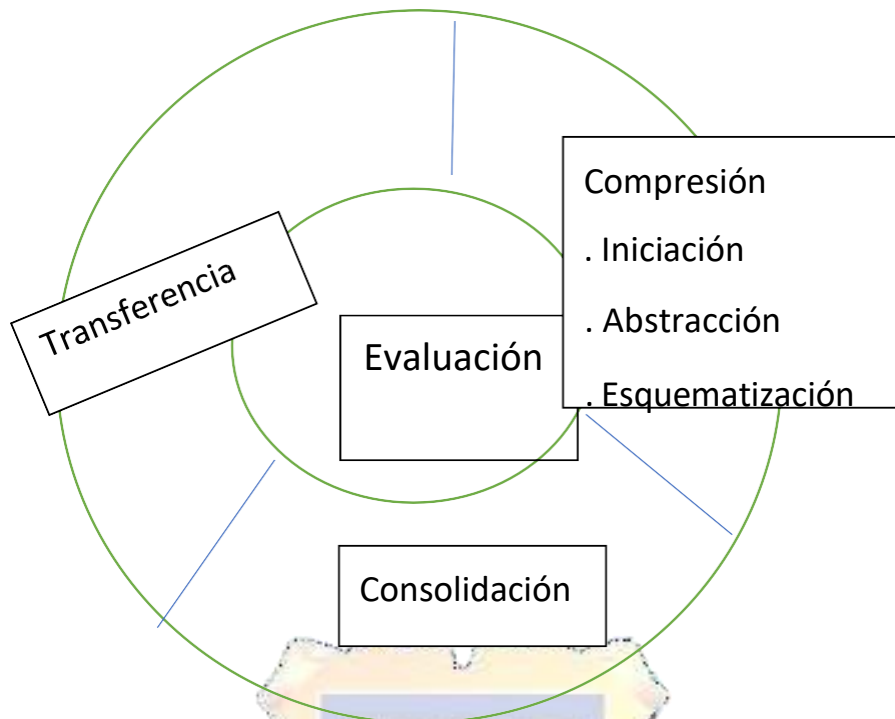 Compresión
. Iniciación
. Abstracción
. Esquematización
Transferencia
Evaluación
Consolidación